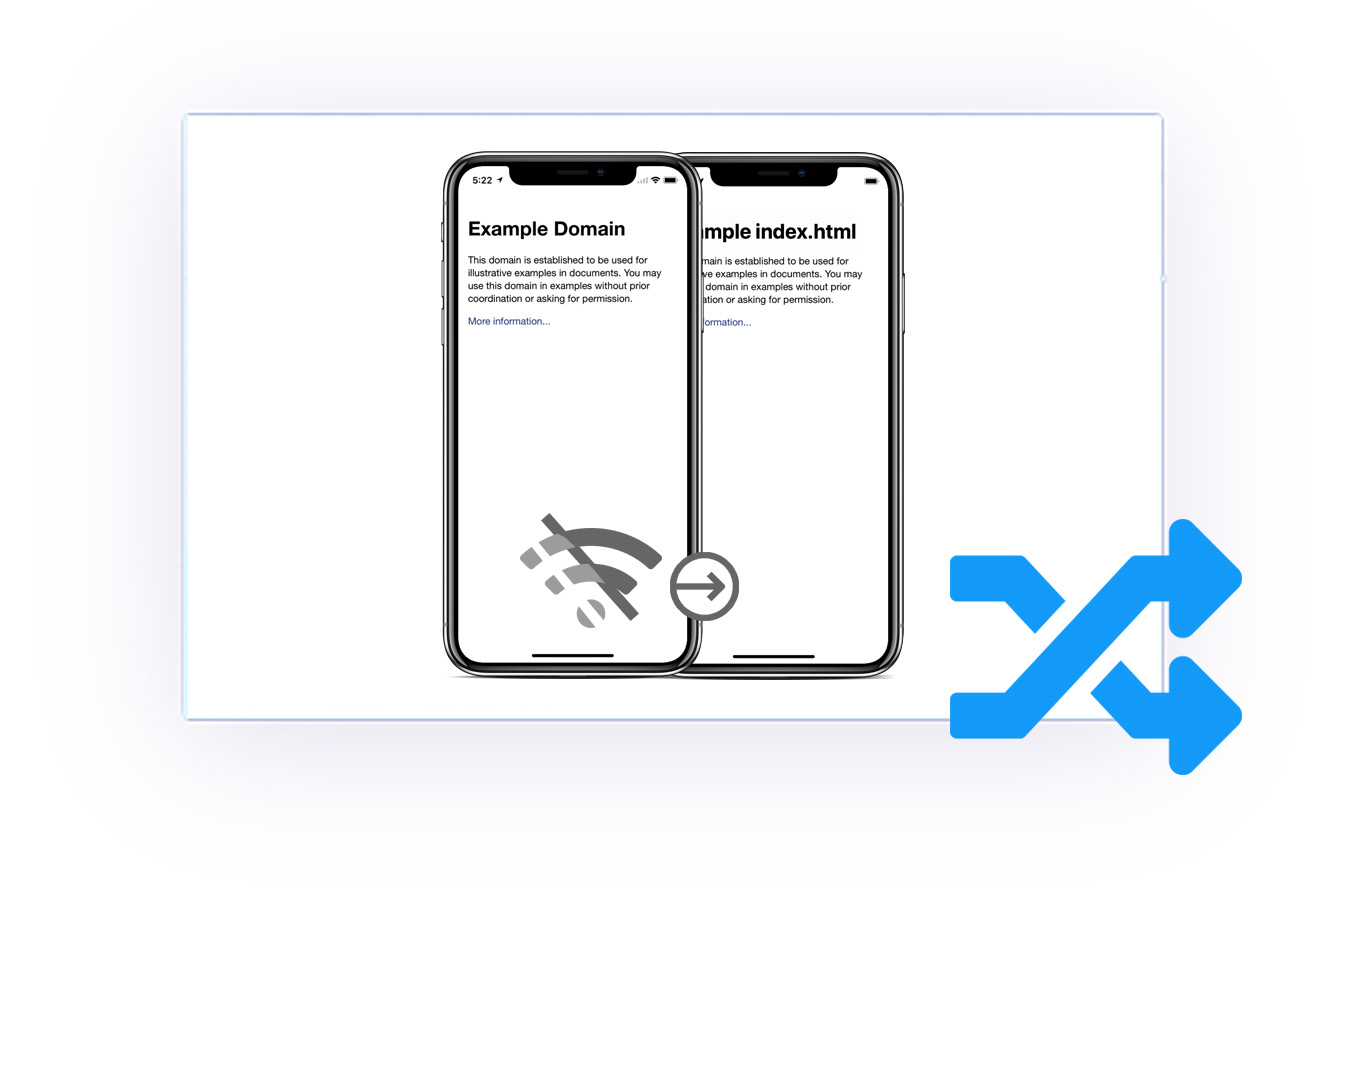 5:22
Example Domain
This domain is established to be used for
illustrative examples in documents. You may
use this domain in examples without prior
coordination or asking for permission.
More information...
mple index.html
main is established to be used for
ve examples in documents. You may
domain in examples without prior
ation or asking for permission.
ormation...